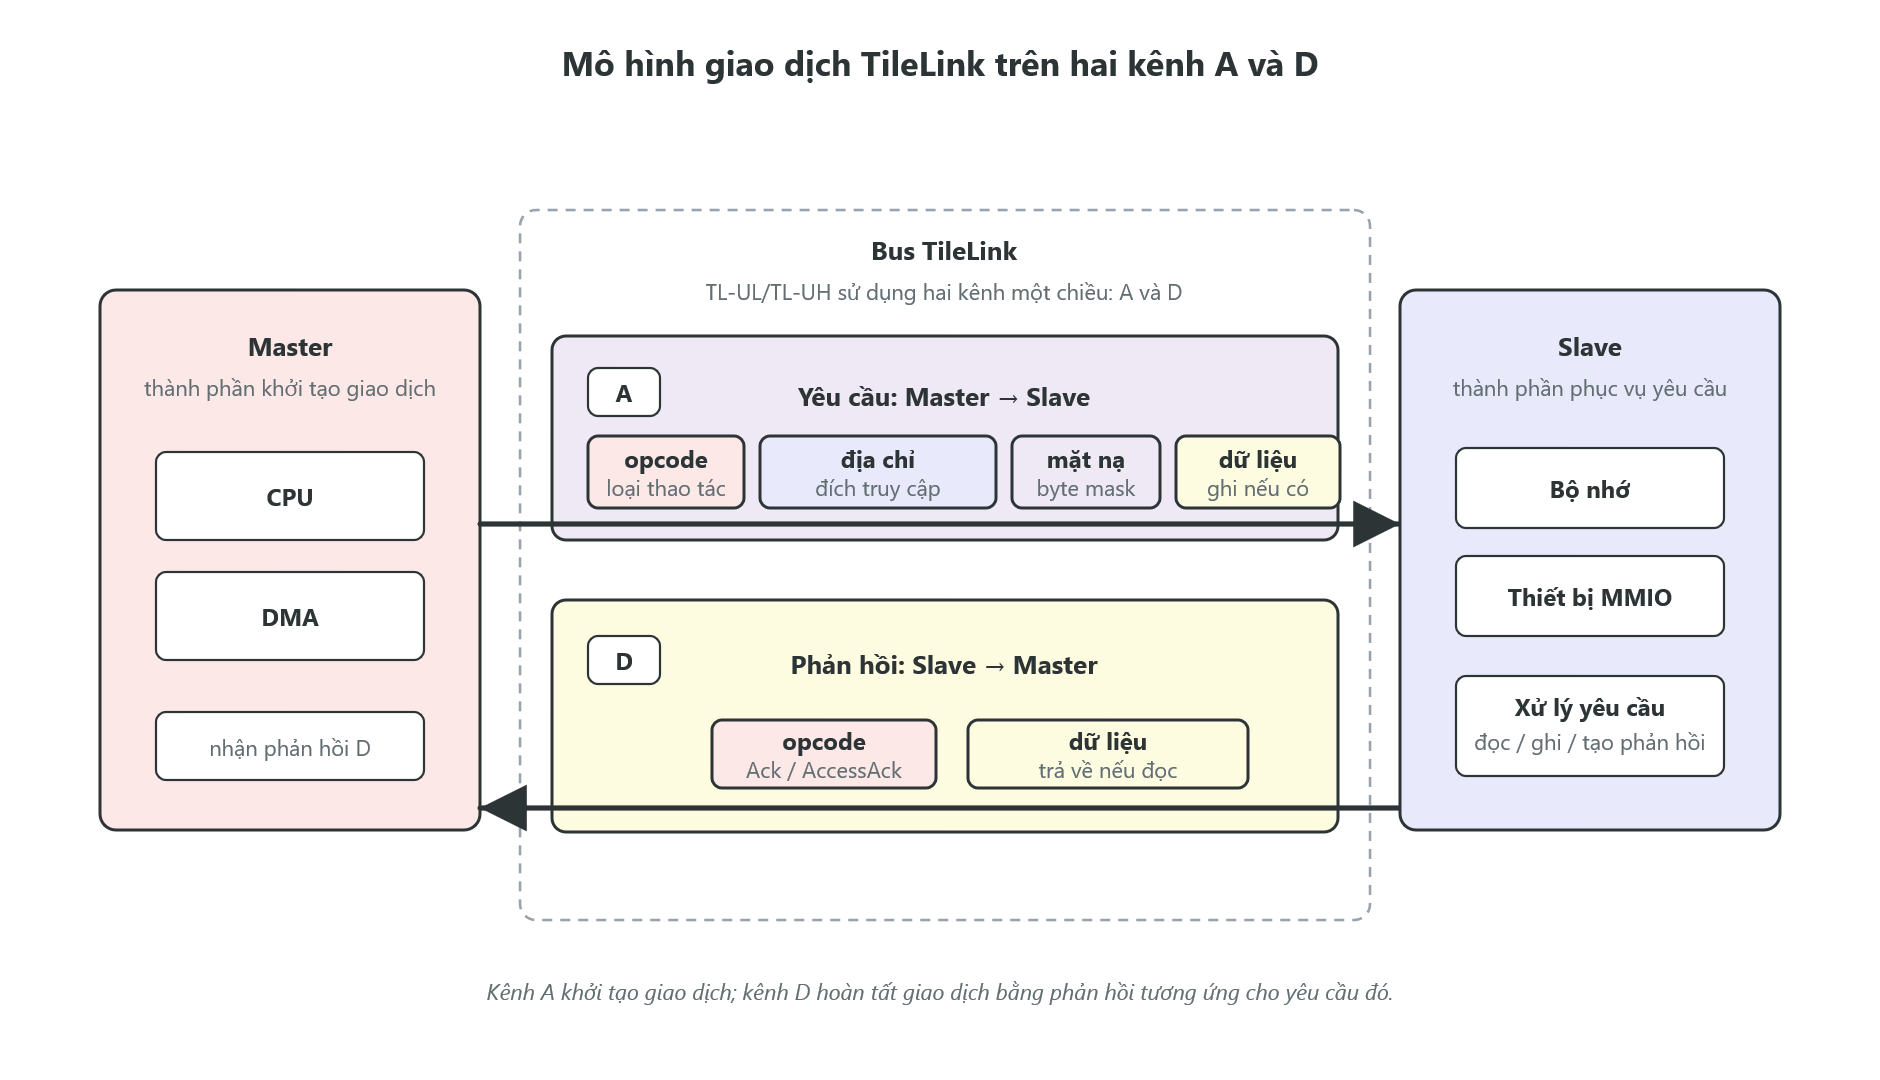 Mô hình giao dịch TileLink trên hai kênh A và D
Bus TileLink
TL-UL/TL-UH sử dụng hai kênh một chiều: A và D
Master
thành phần khởi tạo giao dịch
CPU
DMA
nhận phản hồi D
A
Yêu cầu: Master → Slave
opcode
loại thao tác
địa chỉ
đích truy cập
mặt nạ
byte mask
dữ liệu
ghi nếu có
D
Phản hồi: Slave → Master
opcode
Ack / AccessAck
dữ liệu
trả về nếu đọc
Slave
thành phần phục vụ yêu cầu
Bộ nhớ
Thiết bị MMIO
Xử lý yêu cầu
đọc / ghi / tạo phản hồi
Kênh A khởi tạo giao dịch; kênh D hoàn tất giao dịch bằng phản hồi tương ứng cho yêu cầu đó.